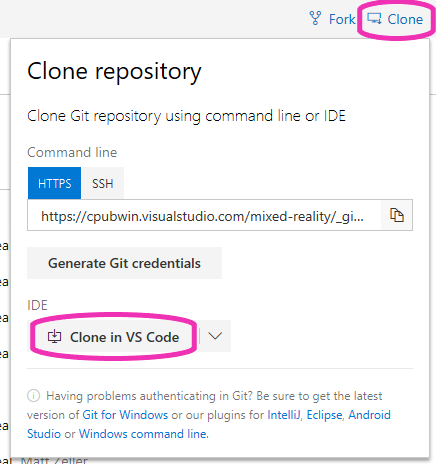 Fork Clone
Clone repository
Clone Git repository using command line or IDE
Command line
HTTPS SSH
https://cpubwin.visualstudio.com/mixed-reality/_gi...
Generate Git credentials
IDE
Clone in VS Code
Having problems authenticating in Git? Be sure to get the latest
version of Git for Windows or our plugins for IntelliJ, Eclipse, Android
Studio or Windows command line.
Matt Zeller